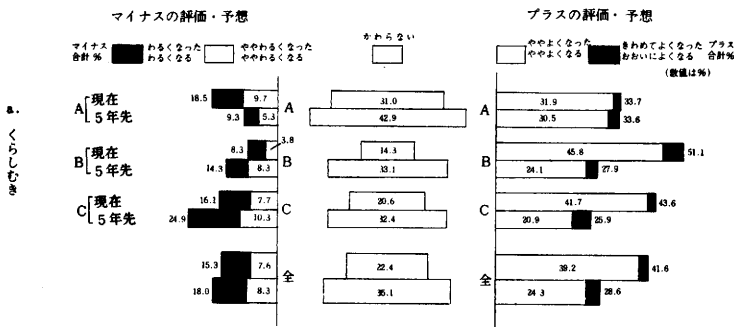 マイナスの評価・予想
プラスの評価・予想
マイナス合計%
わるくなった わるくなる
ややわるくなった ややわるくなる
かわらない
ややよくなった ややよくなる
きわめてよくなった おおいによくなる
プラス合計%
(数値は%)
a. くらしむき
A 現在 18.5 9.7 A 31.0 A 31.9 33.7
5年先 9.3 5.3 42.9 30.5 33.6
B 現在 8.3 3.8 B 14.3 B 45.8 51.1
5年先 14.3 8.3 33.1 24.1 27.9
C 現在 16.1 7.7 C 20.6 C 41.7 43.6
5年先 24.9 10.3 32.4 20.9 25.9
15.3 7.6 全 22.4 全 39.2 41.6
18.0 8.3 35.1 24.3 28.6